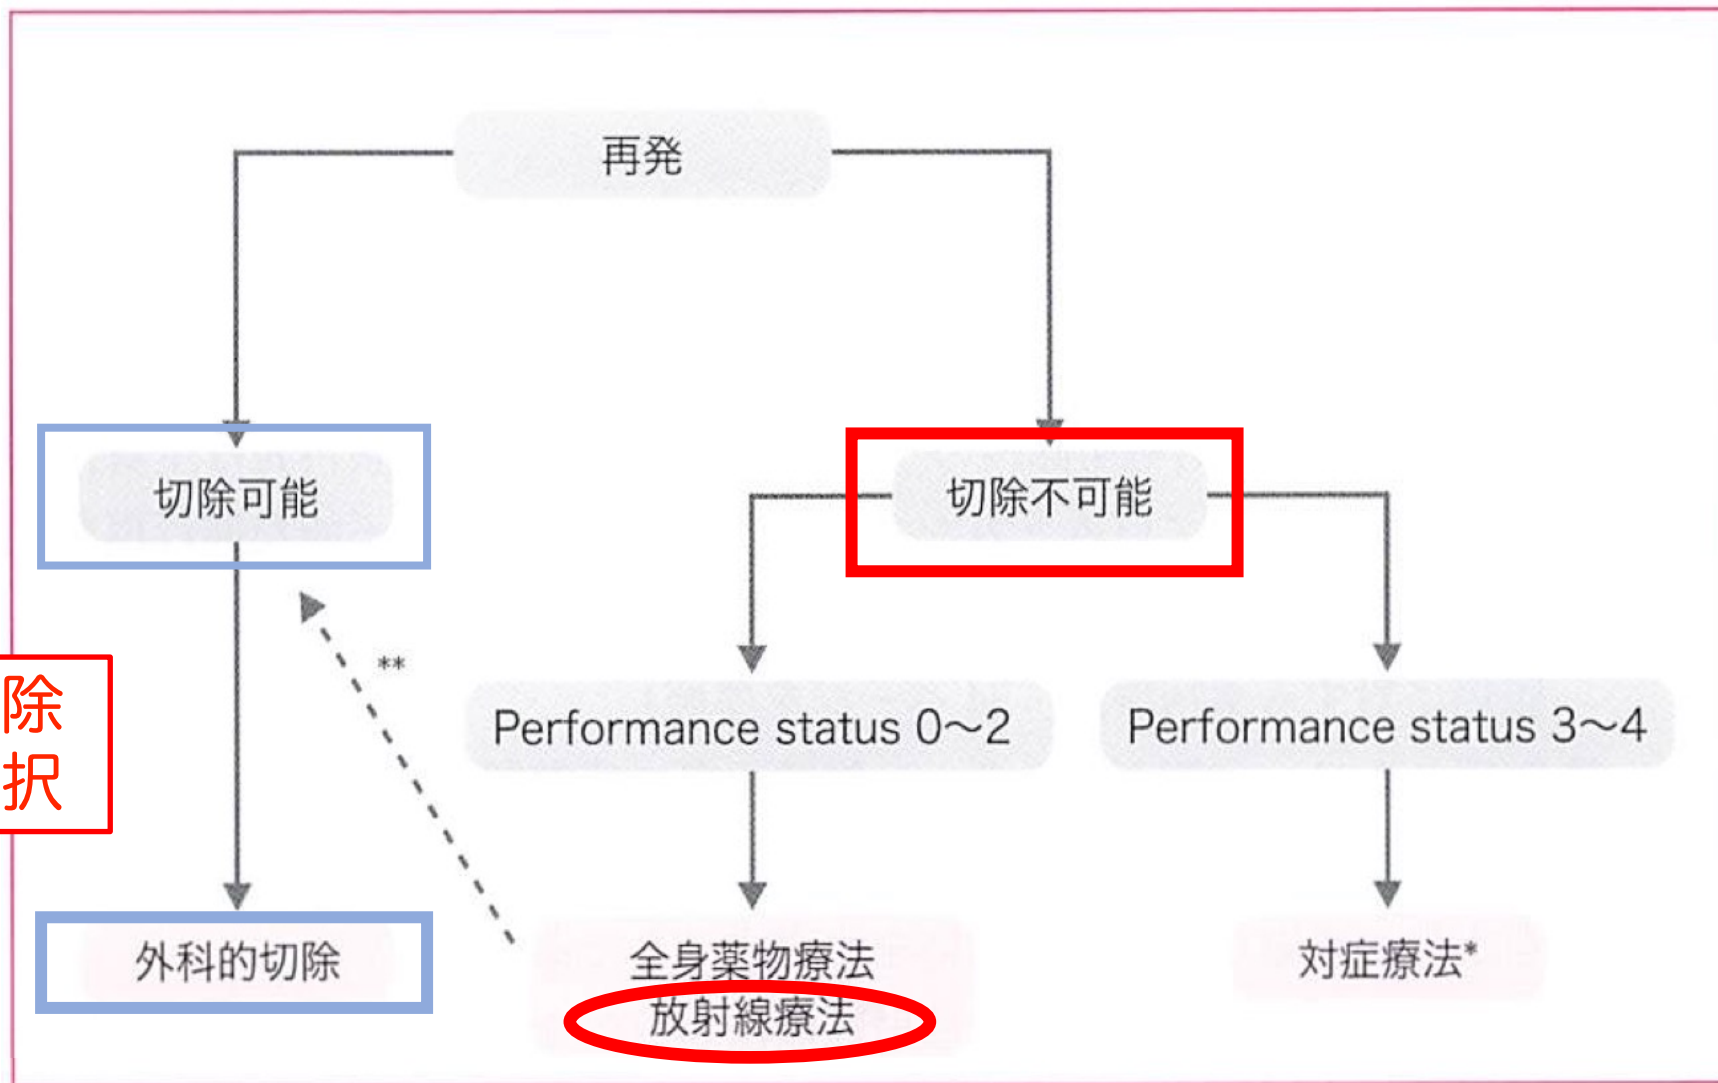 再発
切除可能
切除不可能
**
除
択
Performance status 0〜2
Performance status 3〜4
外科的切除
全身薬物療法
放射線療法
対症療法*